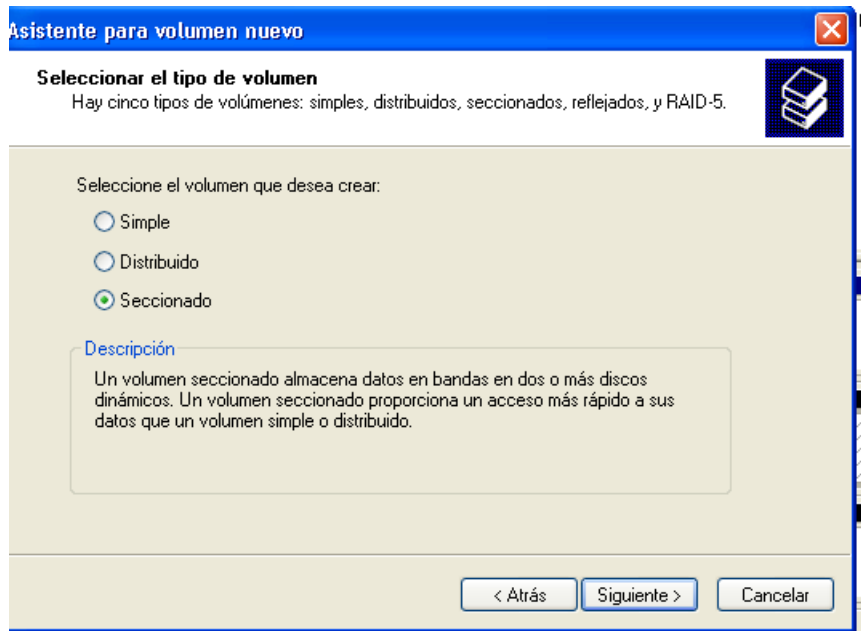 Asistente para volumen nuevo
Seleccionar el tipo de volumen
Hay cinco tipos de volúmenes: simples, distribuidos, seccionados, reflejados, y RAID-5.
Seleccione el volumen que desea crear:
Simple
Distribuido
Seccionado
Descripción
Un volumen seccionado almacena datos en bandas en dos o más discos
dinámicos. Un volumen seccionado proporciona un acceso más rápido a sus
datos que un volumen simple o distribuido.
< Atrás
Siguiente >
Cancelar